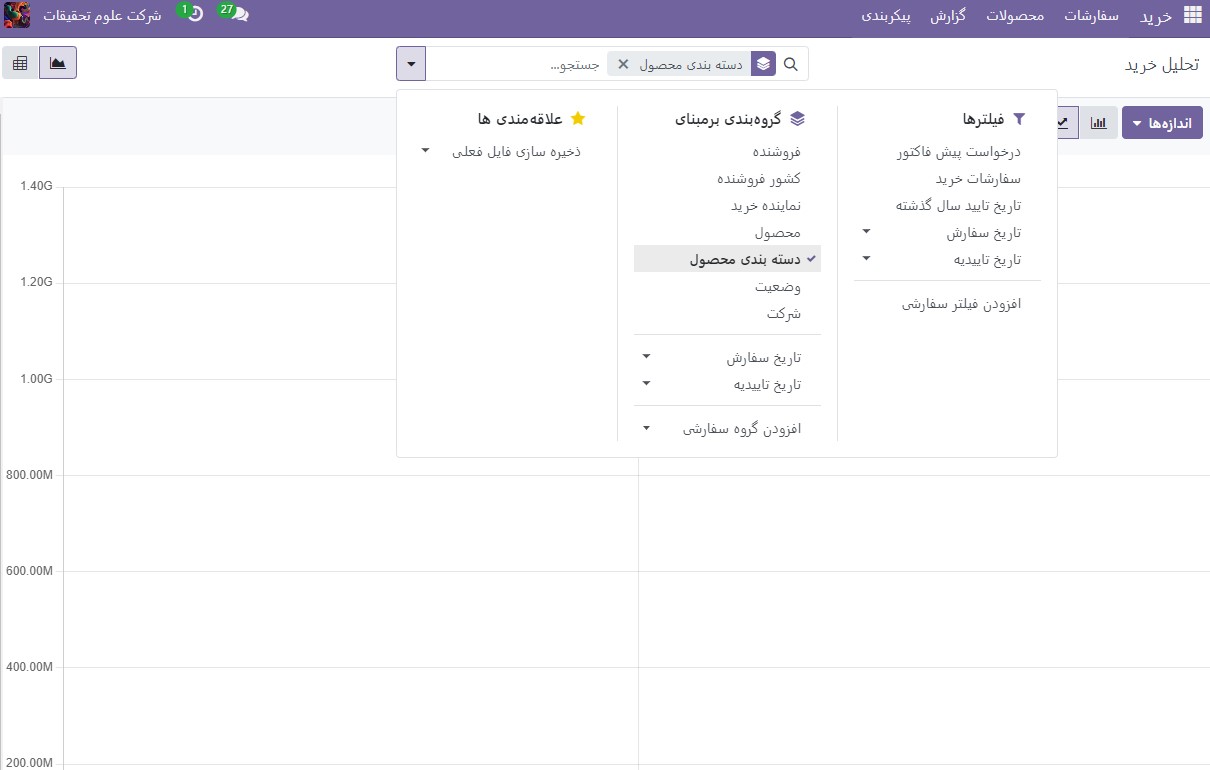 خرید
سفارشات
محصولات
گزارش
پیکربندی
27
1
شرکت علوم تحقیقات
تحلیل خرید
دسته بندی محصول
جستجو...
اندازه‌ها
فیلترها
درخواست پیش فاکتور
سفارشات خرید
تاریخ تایید سال گذشته
تاریخ سفارش
تاریخ تاییدیه
افزودن فیلتر سفارشی
گروه‌بندی برمبنای
فروشنده
کشور فروشنده
نماینده خرید
محصول
دسته بندی محصول
وضعیت
شرکت
تاریخ سفارش
تاریخ تاییدیه
افزودن گروه سفارشی
علاقه‌مندی ها
ذخیره سازی فایل فعلی
1.40G
1.20G
1.00G
800.00M
600.00M
400.00M
200.00M